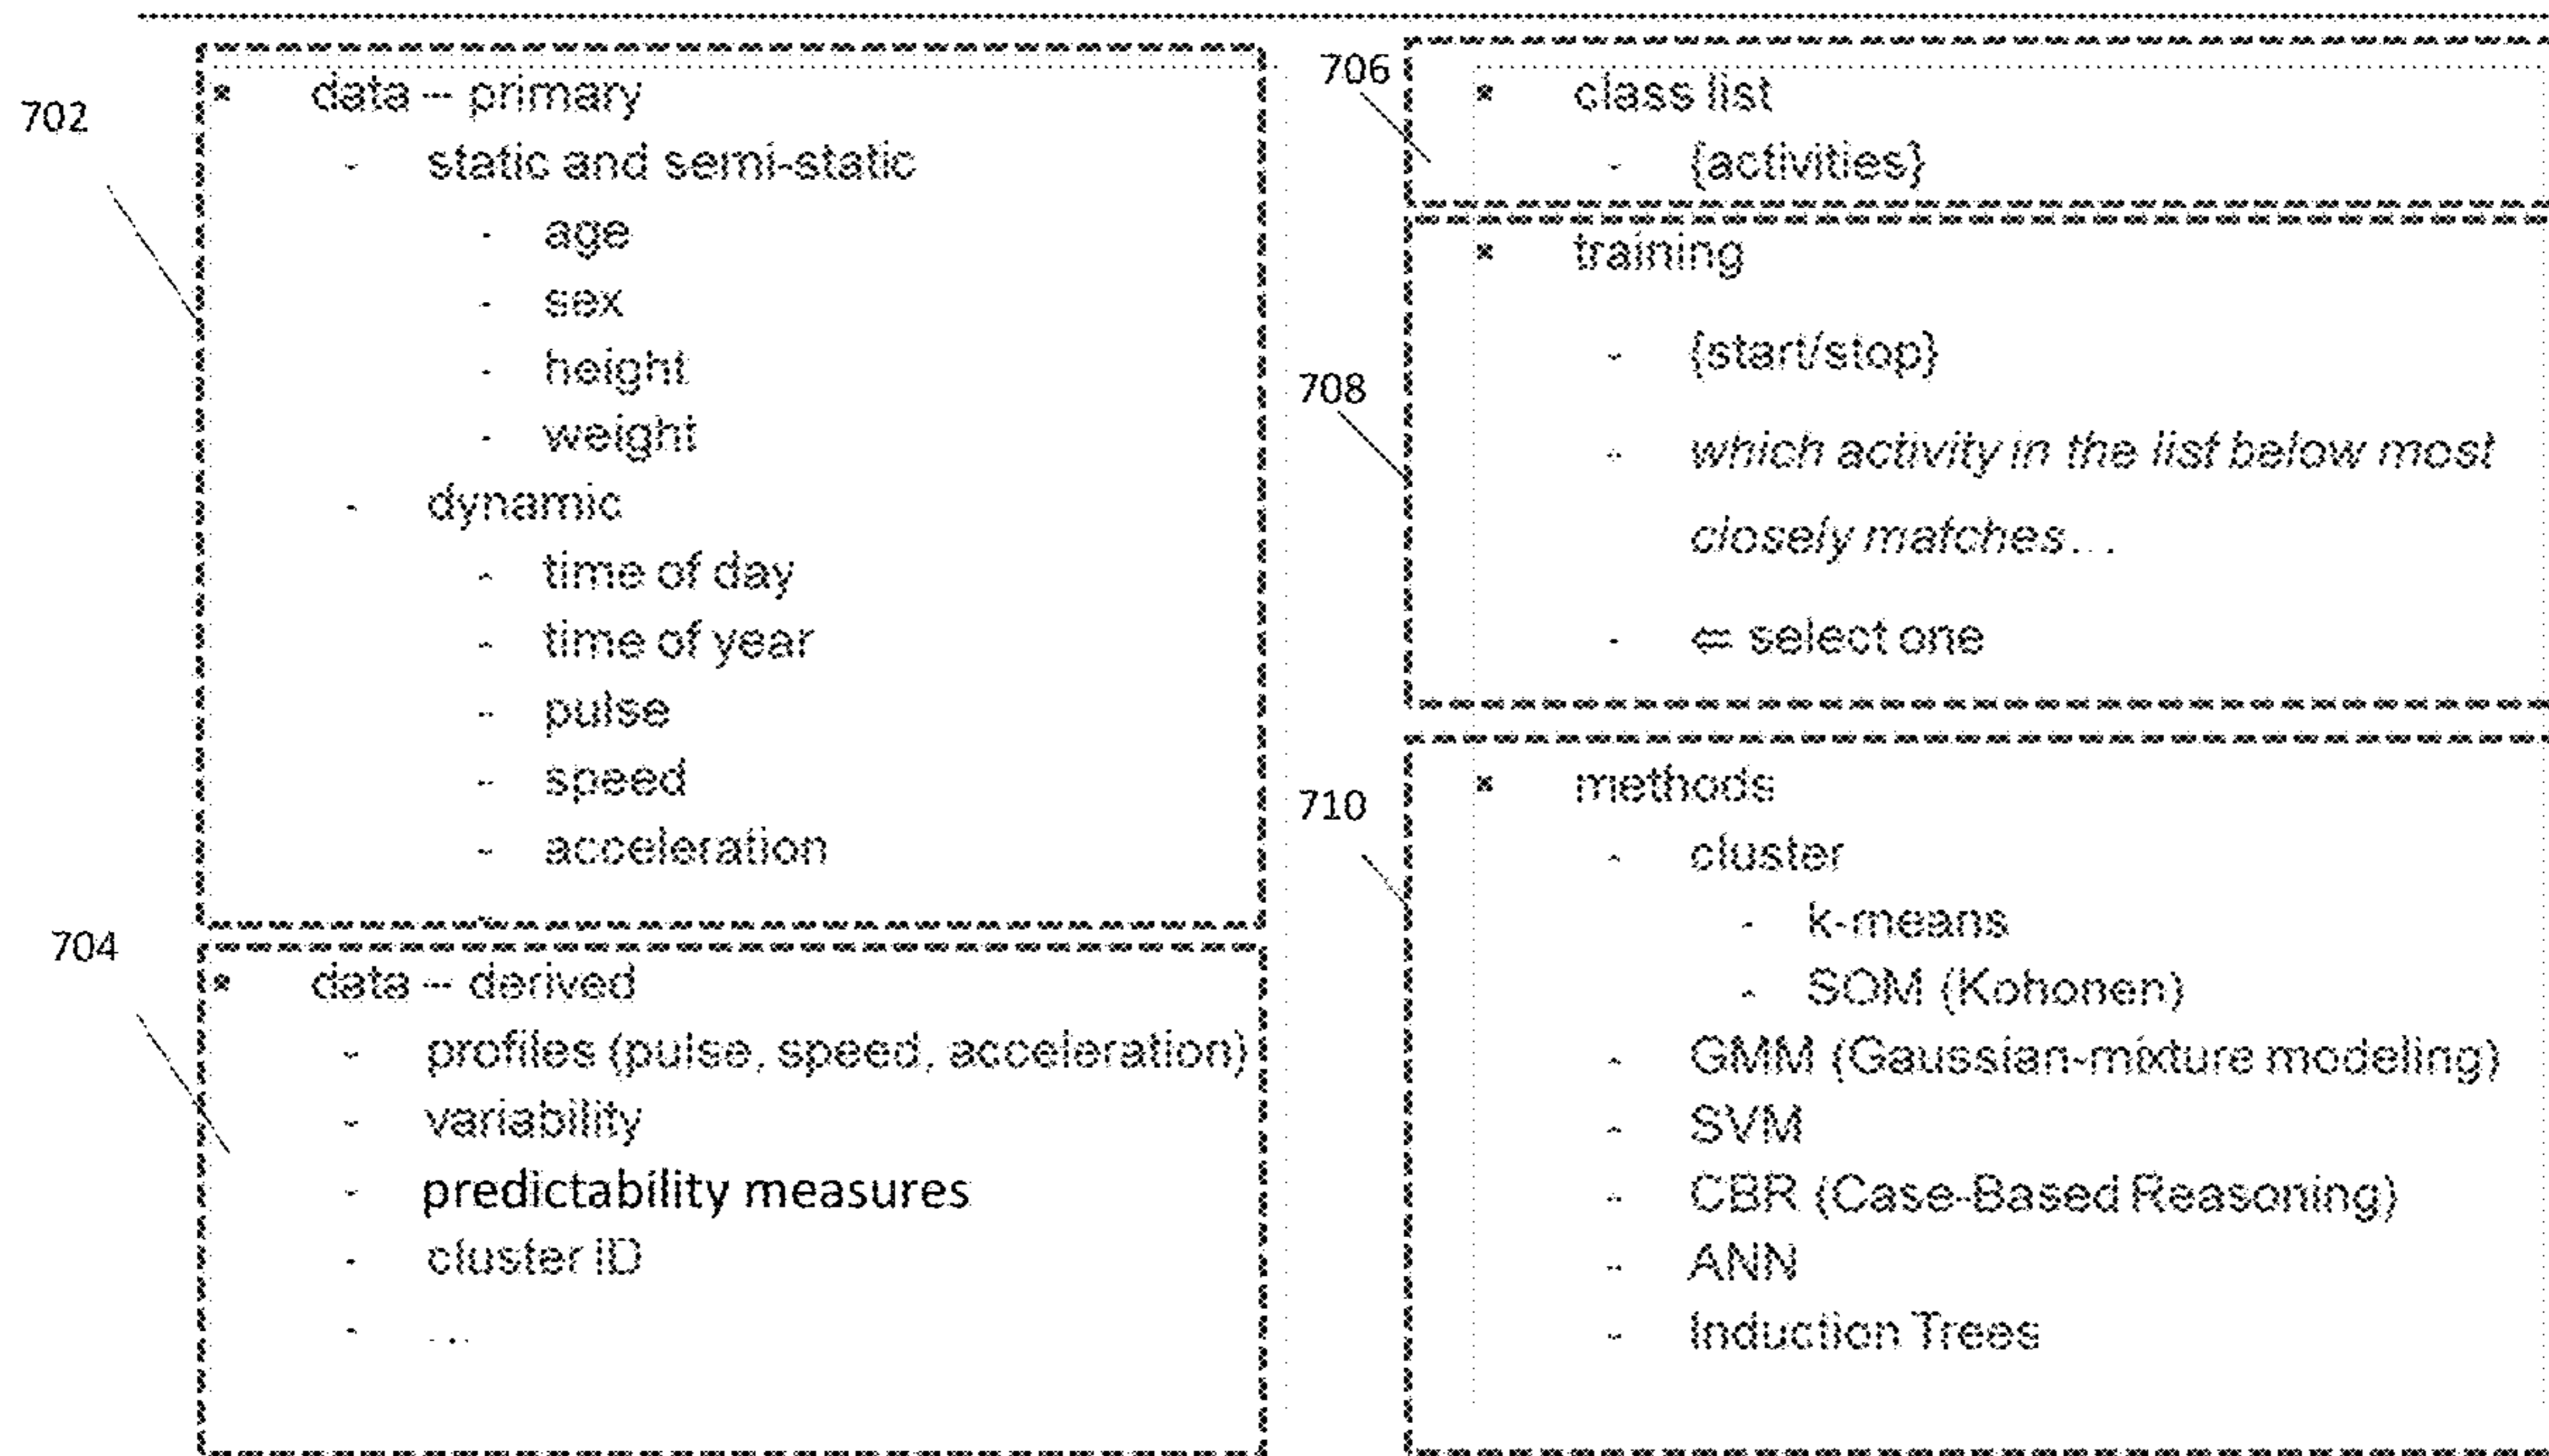 702
data – primary
- static and semi-static
- age
- sex
- height
- weight
- dynamic
- time of day
- time of year
- pulse
- speed
- acceleration
-
704
data – derived
- profiles (pulse, speed, acceleration)
- variability
- predictability measures
- cluster ID
- ...
706
class list
- {activities}
708
training
- {start/stop}
- which activity in the list below most
closely matches...
- ⇐ select one
710
methods
- cluster
- k-means
- SOM (Kohonen)
- GMM (Gaussian-mixture modeling)
- SVM
- CBR (Case-Based Reasoning)
- ANN
- Induction Trees